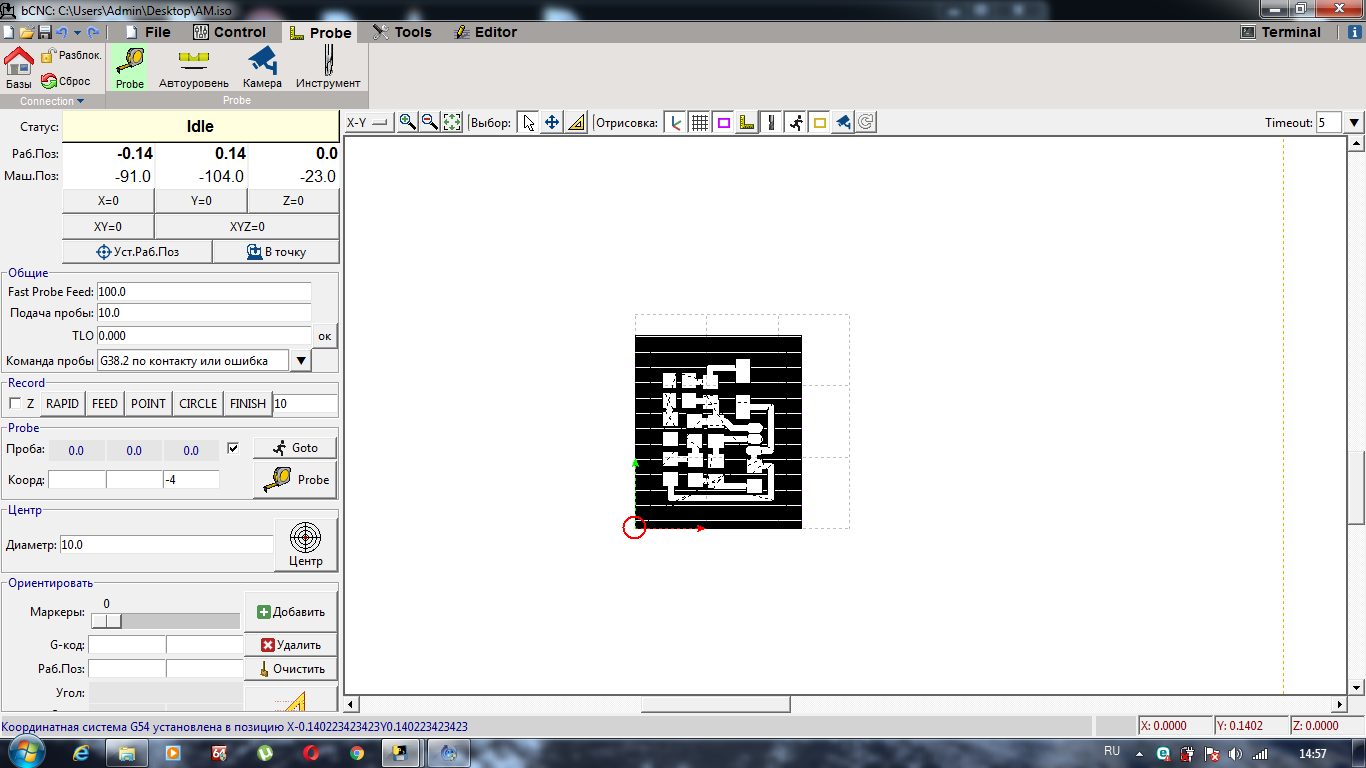 bCNC: C:\Users\Admin\Desktop\AM.iso
File Control Probe Tools Editor Terminal
Базы Разблок. Сброс Probe Автоуровень Камера Инструмент
Connection Probe
Статус: Idle
Раб.Поз: -0.14 0.14 0.0
Маш.Поз: -91.0 -104.0 -23.0
X=0 Y=0 Z=0
XY=0 XYZ=0
Уст.Раб.Поз В точку
Общие
Fast Probe Feed: 100.0
Подача пробы: 10.0
TLO 0.000 ок
Команда пробы G38.2 по контакту или ошибка
Record
Z RAPID FEED POINT CIRCLE FINISH 10
Probe
Проба: 0.0 0.0 0.0 Goto
Коорд: -4 Probe
Центр
Диаметр: 10.0 Центр
Ориентировать
0
Маркеры: Добавить
G-код: Удалить
Раб.Поз: Очистить
Угол:
X-Y Выбор: Отрисовка: Timeout: 5
Координатная система G54 установлена в позицию X-0.140223423423Y0.140223423423
X: 0.0000 Y: 0.1402 Z: 0.0000
64 RU 14:57